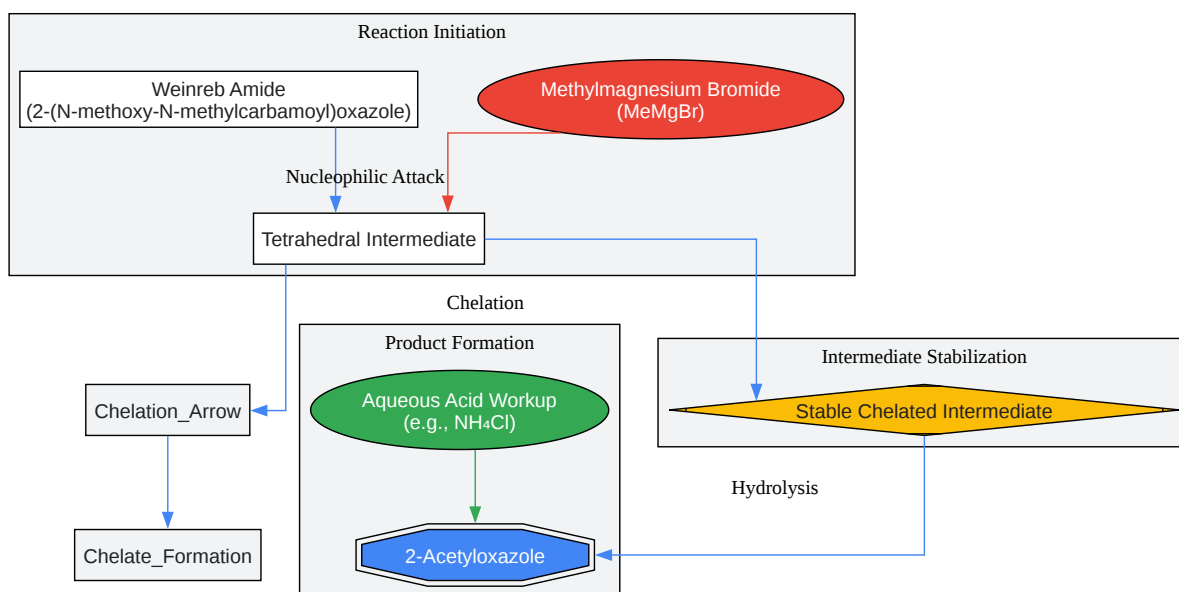 Reaction Initiation
Weinreb Amide
(2-(N-methoxy-N-methylcarbamoyl)oxazole)
Methylmagnesium Bromide
(MeMgBr)
Nucleophilic Attack
Tetrahedral Intermediate
Chelation
Product Formation
Intermediate Stabilization
Chelation_Arrow
Aqueous Acid Workup
(e.g., NH₄Cl)
Stable Chelated Intermediate
Hydrolysis
Chelate_Formation
2-Acetyloxazole